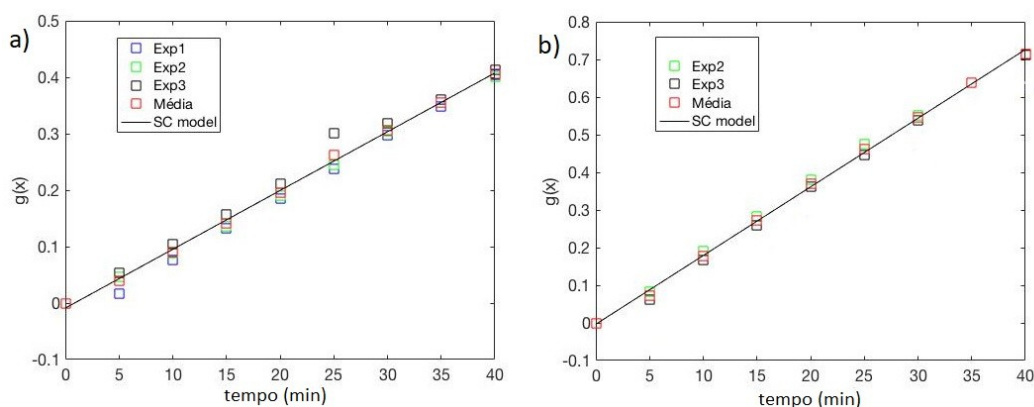 a)
0.5
0.4
0.3
0.2
0.1
0
-0.1
g(x)
Exp1
Exp2
Exp3
Média
SC model
0 5 10 15 20 25 30 35 40
tempo (min)
b)
0.8
0.7
0.6
0.5
0.4
0.3
0.2
0.1
0
-0.1
g(x)
Exp2
Exp3
Média
SC model
0 5 10 15 20 25 30 35 40
tempo (min)